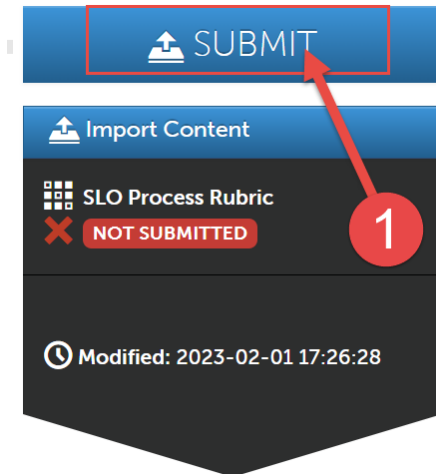 SUBMIT
Import Content
SLO Process Rubric
NOT SUBMITTED
1
Modified: 2023-02-01 17:26:28